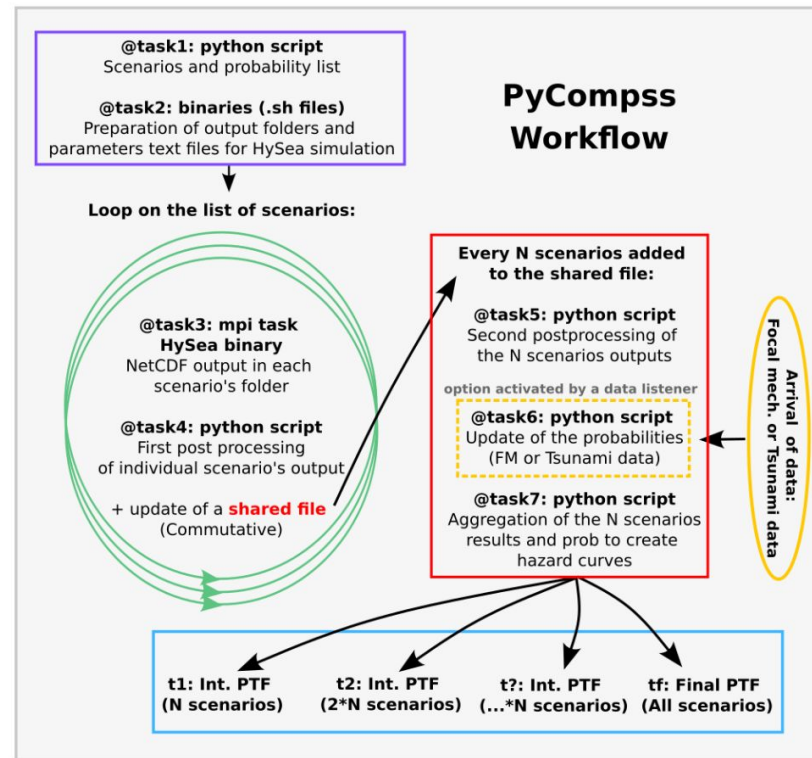 @task1: python script
Scenarios and probability list
@task2: binaries (.sh files)
Preparation of output folders and
parameters text files for HySea simulation
PyCompss
Workflow
Loop on the list of scenarios:
@task3: mpi task
HySea binary
NetCDF output in each
scenario's folder
@task4: python script
First post processing
of individual scenario's output
+ update of a shared file
(Commutative)
Every N scenarios added
to the shared file:
@task5: python script
Second postprocessing of
the N scenarios outputs
option activated by a data listener
@task6: python script
Update of the probabilities
(FM or Tsunami data)
@task7: python script
Aggregation of the N scenarios
results and prob to create
hazard curves
Arrival of data:
Focal mech. or Tsunami data
t1: Int. PTF
(N scenarios)
t2: Int. PTF
(2*N scenarios)
t?: Int. PTF
(...*N scenarios)
tf: Final PTF
(All scenarios)